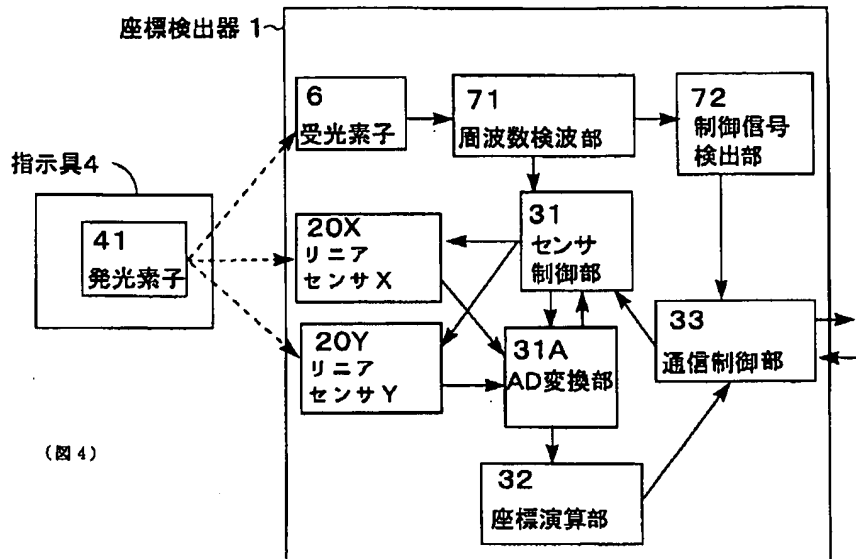 座標検出器 1
6
受光素子
71
周波数検波部
72
制御信号
検出部
指示具4
41
発光素子
20X
リニア
センサ X
31
センサ
制御部
20Y
リニア
センサ Y
31A
AD変換部
33
通信制御部
32
座標演算部
(図4)